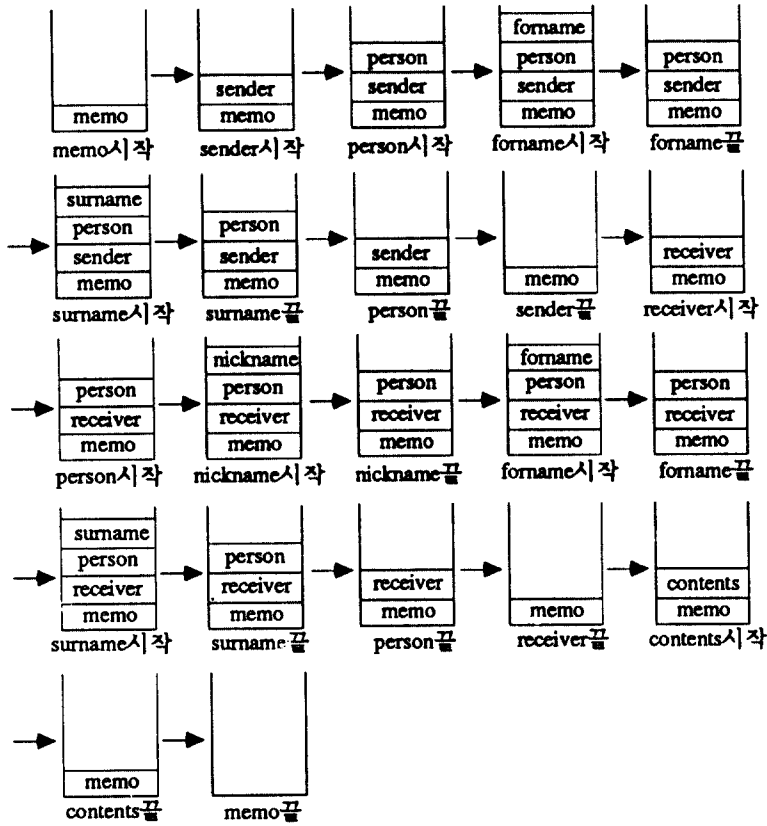 forname
person person person
sender sender sender sender
memo memo memo memo memo
memo시작 sender시작 person시작 forname시작 forname끝
surname
person person
sender sender sender receiver
memo memo memo memo memo
surname시작 surname끝 person끝 sender끝 receiver시작
nickname forname
person person person person person
receiver receiver receiver receiver receiver
memo memo memo memo memo
person시작 nickname시작 nickname끝 forname시작 forname끝
surname
person person
receiver receiver receiver contents
memo memo memo memo memo
surname시작 surname끝 person끝 receiver끝 contents시작
memo
contents끝 memo끝